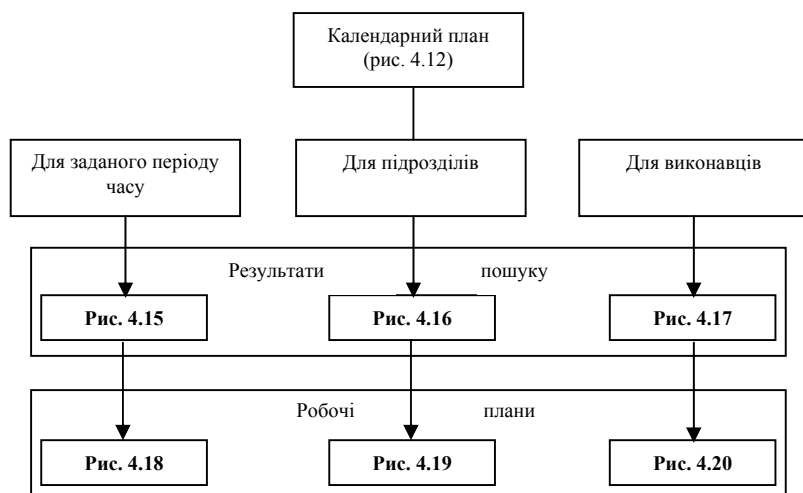 Календарний план
(рис. 4.12)
Для заданого періоду
часу
Для підрозділів
Для виконавців
Результати пошуку
Рис. 4.15
Рис. 4.16
Рис. 4.17
Робочі плани
Рис. 4.18
Рис. 4.19
Рис. 4.20